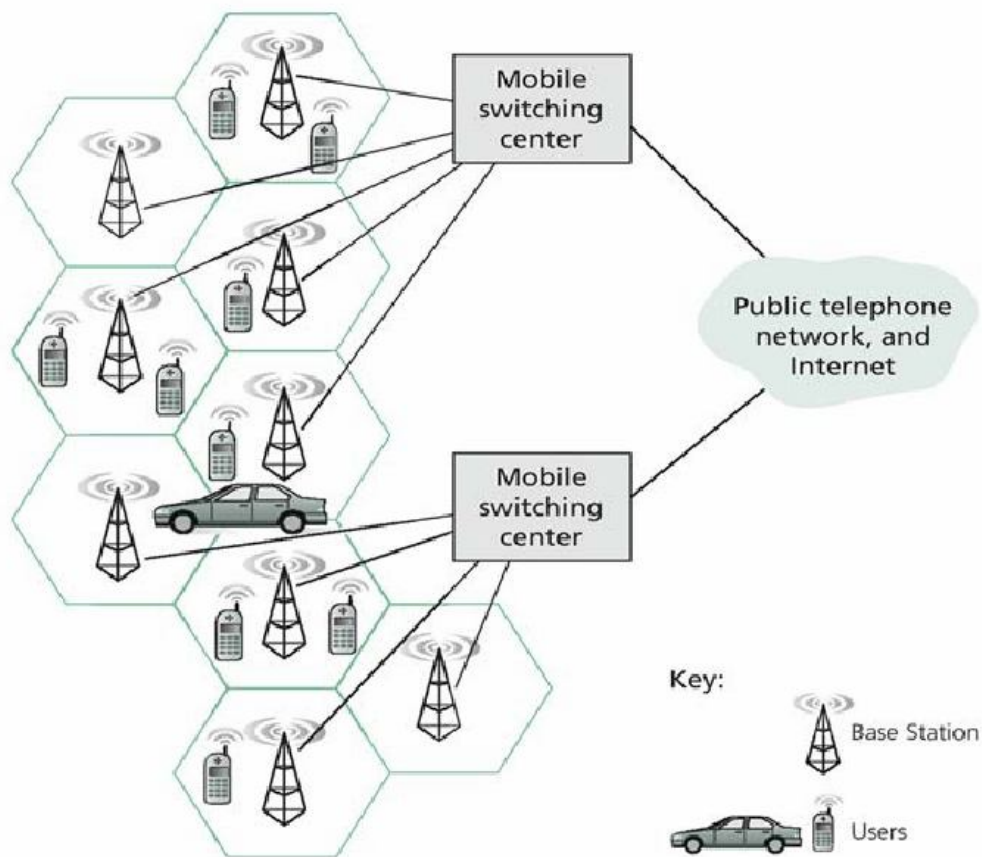 Mobile
switching
center
Public telephone
network, and
Internet
Mobile
switching
center
Key:
Base Station
Users